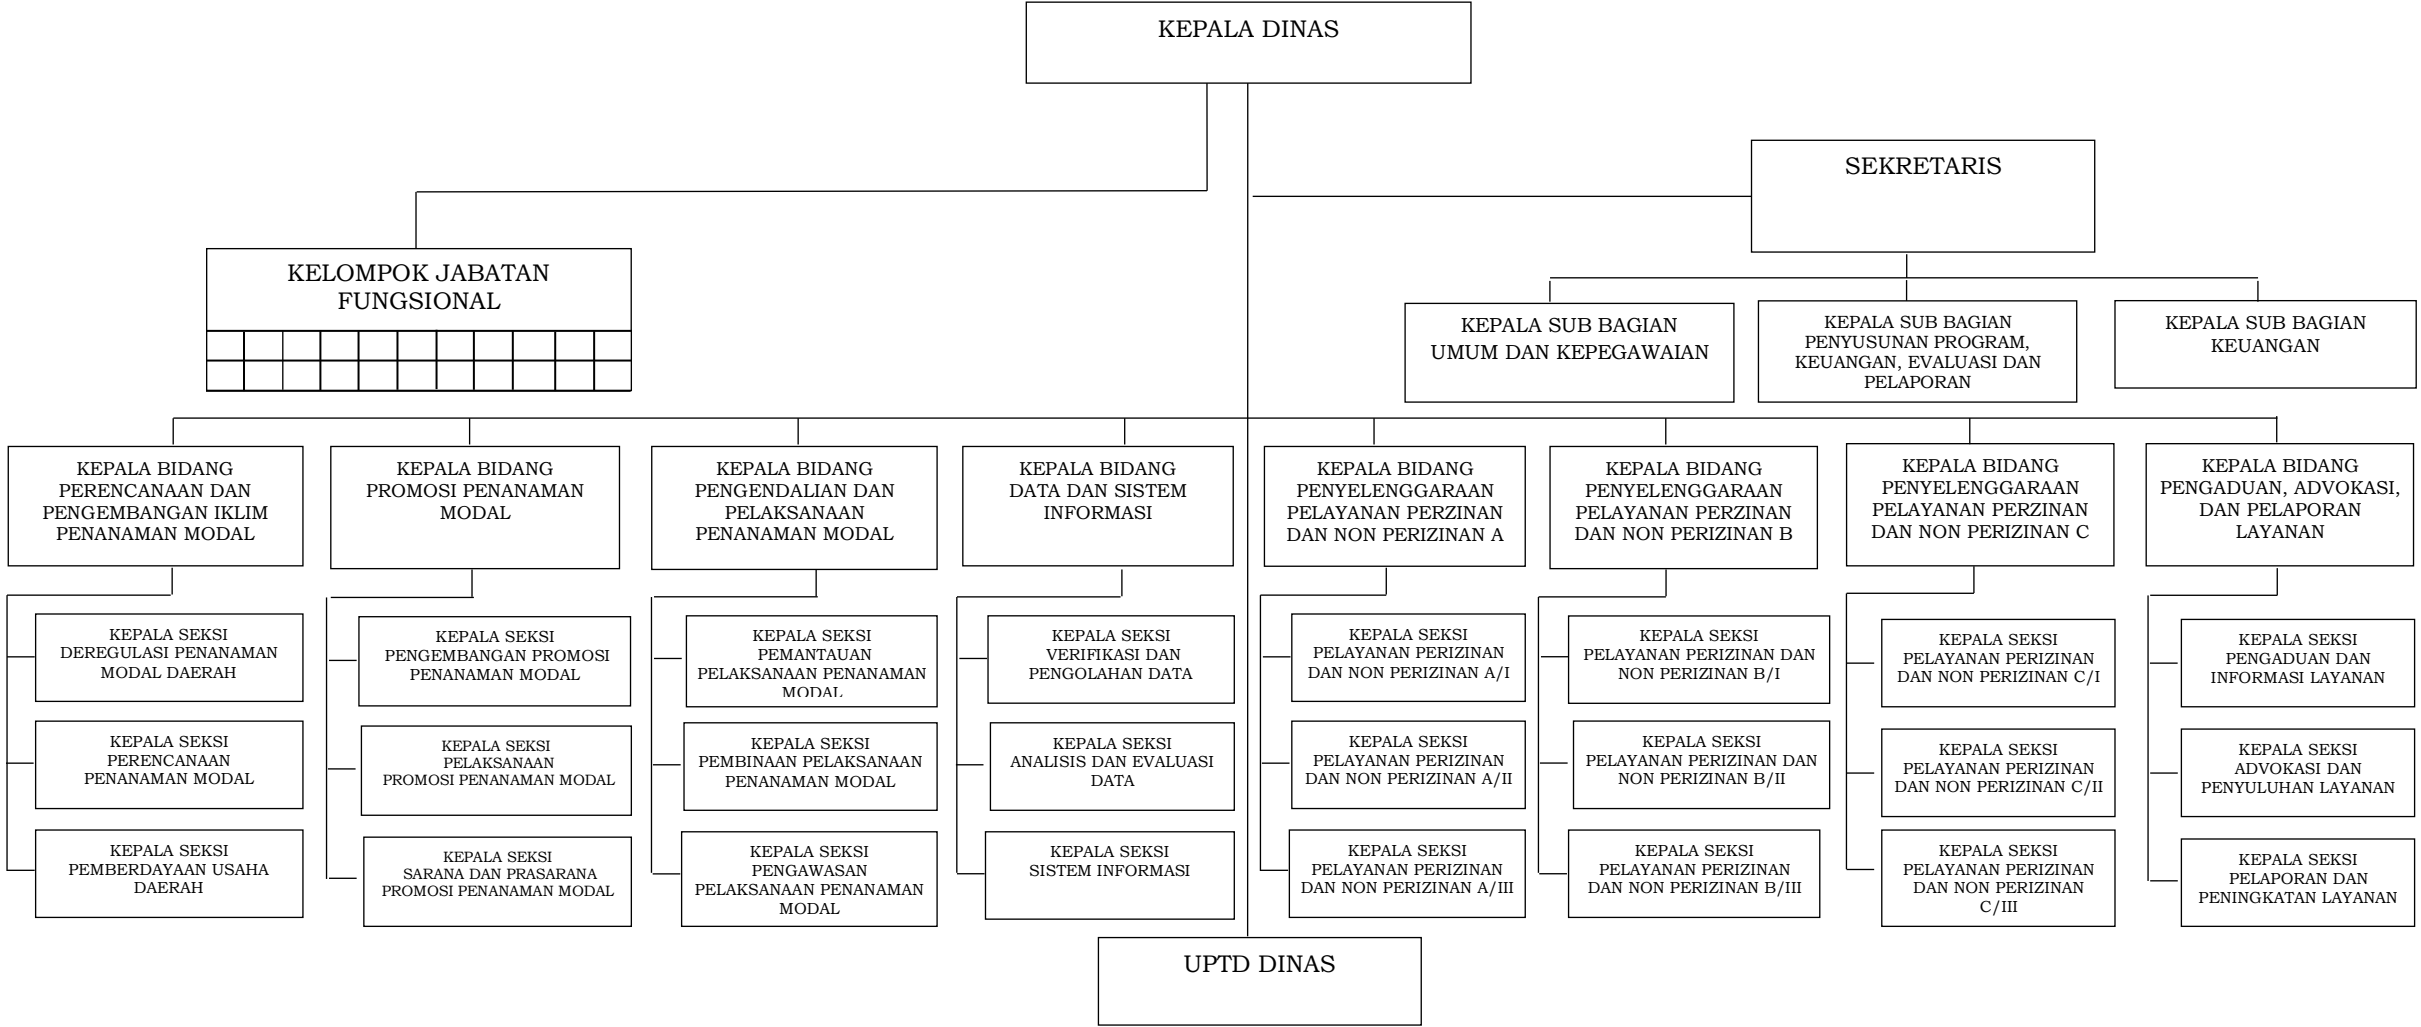 KEPALA DINAS
SEKRETARIS
KELOMPOK JABATAN
FUNGSIONAL
KEPALA SUB BAGIAN
UMUM DAN KEPEGAWAIAN
KEPALA SUB BAGIAN
PENYUSUNAN PROGRAM,
KEUANGAN, EVALUASI DAN
PELAPORAN
KEPALA SUB BAGIAN
KEUANGAN
KEPALA BIDANG
PERENCANAAN DAN
PENGEMBANGAN IKLIM
PENANAMAN MODAL
KEPALA BIDANG
PROMOSI PENANAMAN
MODAL
KEPALA BIDANG
PENGENDALIAN DAN
PELAKSANAAN
PENANAMAN MODAL
KEPALA BIDANG
DATA DAN SISTEM
INFORMASI
KEPALA BIDANG
PENYELENGGARAAN
PELAYANAN PERZINAN
DAN NON PERIZINAN A
KEPALA BIDANG
PENYELENGGARAAN
PELAYANAN PERZINAN
DAN NON PERIZINAN B
KEPALA BIDANG
PENYELENGGARAAN
PELAYANAN PERZINAN
DAN NON PERIZINAN C
KEPALA BIDANG
PENGADUAN, ADVOKASI,
DAN PELAPORAN
LAYANAN
KEPALA SEKSI
DEREGULASI PENANAMAN
MODAL DAERAH
KEPALA SEKSI
PENGEMBANGAN PROMOSI
PENANAMAN MODAL
KEPALA SEKSI
PEMANTAUAN
PELAKSANAAN PENANAMAN
MODAL
KEPALA SEKSI
VERIFIKASI DAN
PENGOLAHAN DATA
KEPALA SEKSI
PELAYANAN PERIZINAN
DAN NON PERIZINAN A/I
KEPALA SEKSI
PELAYANAN PERIZINAN DAN
NON PERIZINAN B/I
KEPALA SEKSI
PELAYANAN PERIZINAN
DAN NON PERIZINAN C/I
KEPALA SEKSI
PENGADUAN DAN
INFORMASI LAYANAN
KEPALA SEKSI
PERENCANAAN
PENANAMAN MODAL
KEPALA SEKSI
PELAKSANAAN
PROMOSI PENANAMAN MODAL
KEPALA SEKSI
PEMBINAAN PELAKSANAAN
PENANAMAN MODAL
KEPALA SEKSI
ANALISIS DAN EVALUASI
DATA
KEPALA SEKSI
PELAYANAN PERIZINAN
DAN NON PERIZINAN A/II
KEPALA SEKSI
PELAYANAN PERIZINAN DAN
NON PERIZINAN B/II
KEPALA SEKSI
PELAYANAN PERIZINAN
DAN NON PERIZINAN C/II
KEPALA SEKSI
ADVOKASI DAN
PENYULUHAN LAYANAN
KEPALA SEKSI
PEMBERDAYAAN USAHA
DAERAH
KEPALA SEKSI
SARANA DAN PRASARANA
PROMOSI PENANAMAN MODAL
KEPALA SEKSI
PENGAWASAN
PELAKSANAAN PENANAMAN
MODAL
KEPALA SEKSI
SISTEM INFORMASI
KEPALA SEKSI
PELAYANAN PERIZINAN
DAN NON PERIZINAN A/III
KEPALA SEKSI
PELAYANAN PERIZINAN
DAN NON PERIZINAN B/III
KEPALA SEKSI
PELAYANAN PERIZINAN
DAN NON PERIZINAN
C/III
KEPALA SEKSI
PELAPORAN DAN
PENINGKATAN LAYANAN
UPTD DINAS